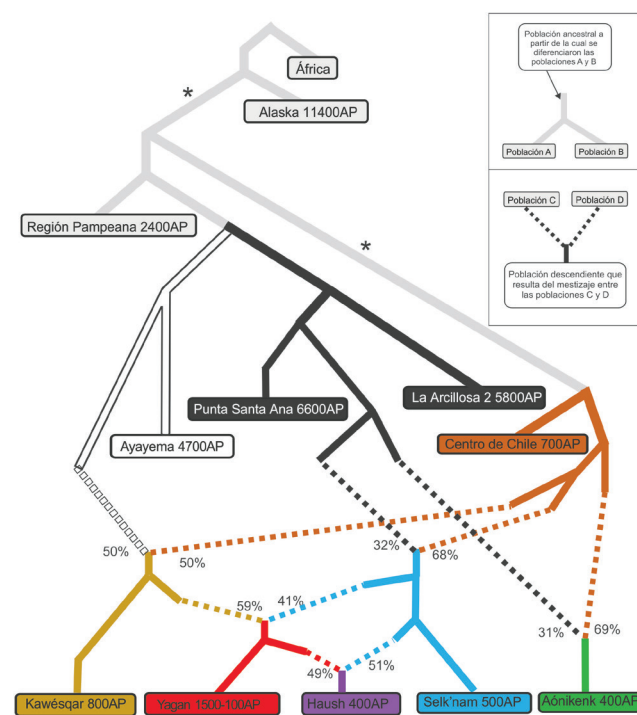 África
*
Alaska 11400AP
Región Pampeana 2400AP
*
Punta Santa Ana 6600AP
La Arcillosa 2 5800AP
Ayayema 4700AP
Centro de Chile 700AP
50%
50%
32%
68%
31%
69%
59%
41%
49%
51%
Kawésqar 800AP
Yagan 1500-100AP
Haush 400AP
Selk'nam 500AP
Aónikenk 400AP
Población ancestral a
partir de la cual se
diferenciaron las
poblaciones A y B
Población A
Población B
Población C
Población D
Población descendiente que
resulta del mestizaje entre
las poblaciones C y D